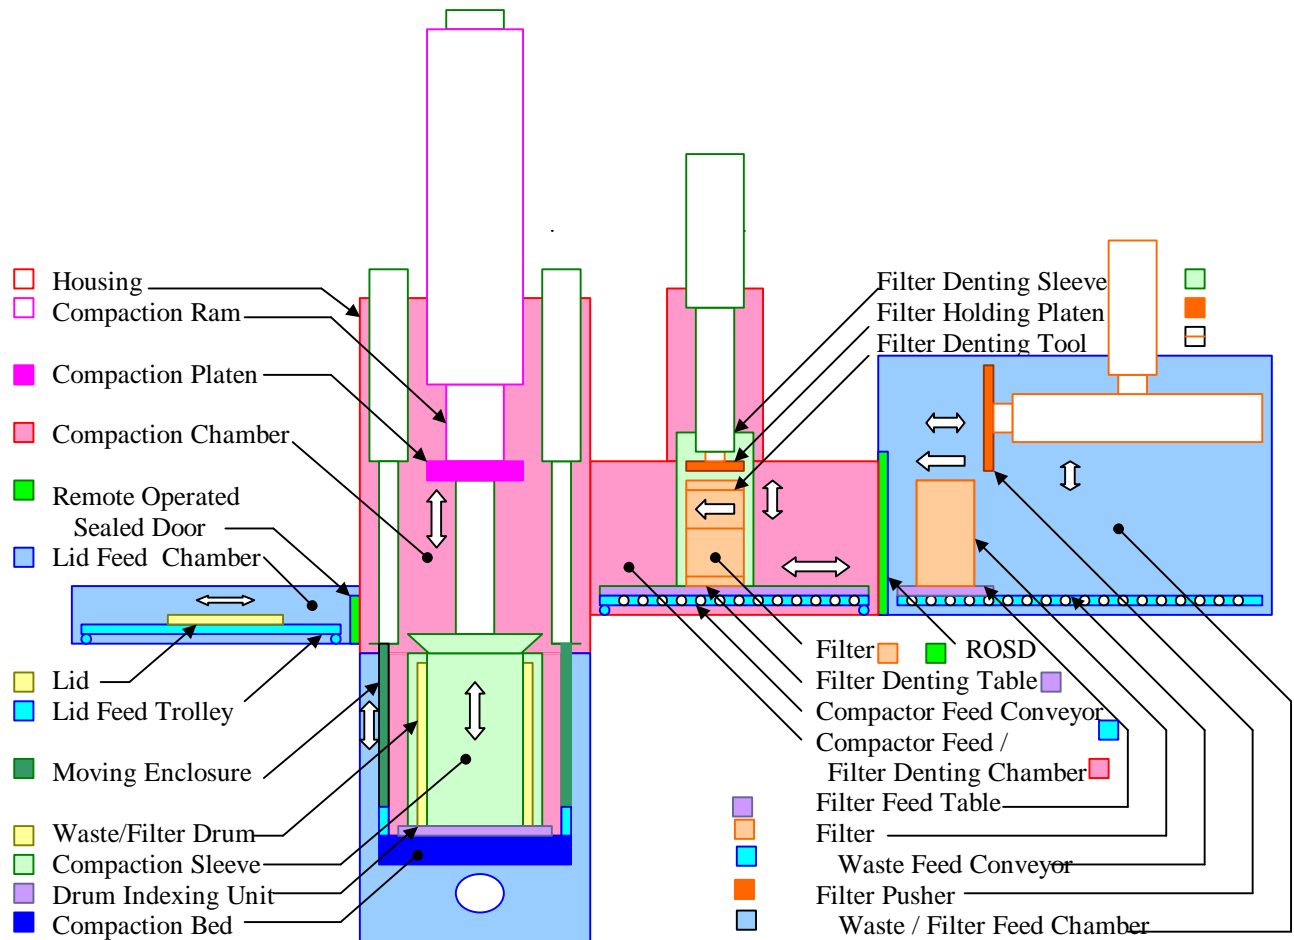 Housing
Compaction Ram
Compaction Platen
Compaction Chamber
Remote Operated
Sealed Door
Lid Feed Chamber
Lid
Lid Feed Trolley
Moving Enclosure
Waste/Filter Drum
Compaction Sleeve
Drum Indexing Unit
Compaction Bed
Filter Denting Sleeve
Filter Holding Platen
Filter Denting Tool
Filter
ROSD
Filter Denting Table
Compactor Feed Conveyor
Compactor Feed /
Filter Denting Chamber
Filter Feed Table
Filter
Waste Feed Conveyor
Filter Pusher
Waste / Filter Feed Chamber